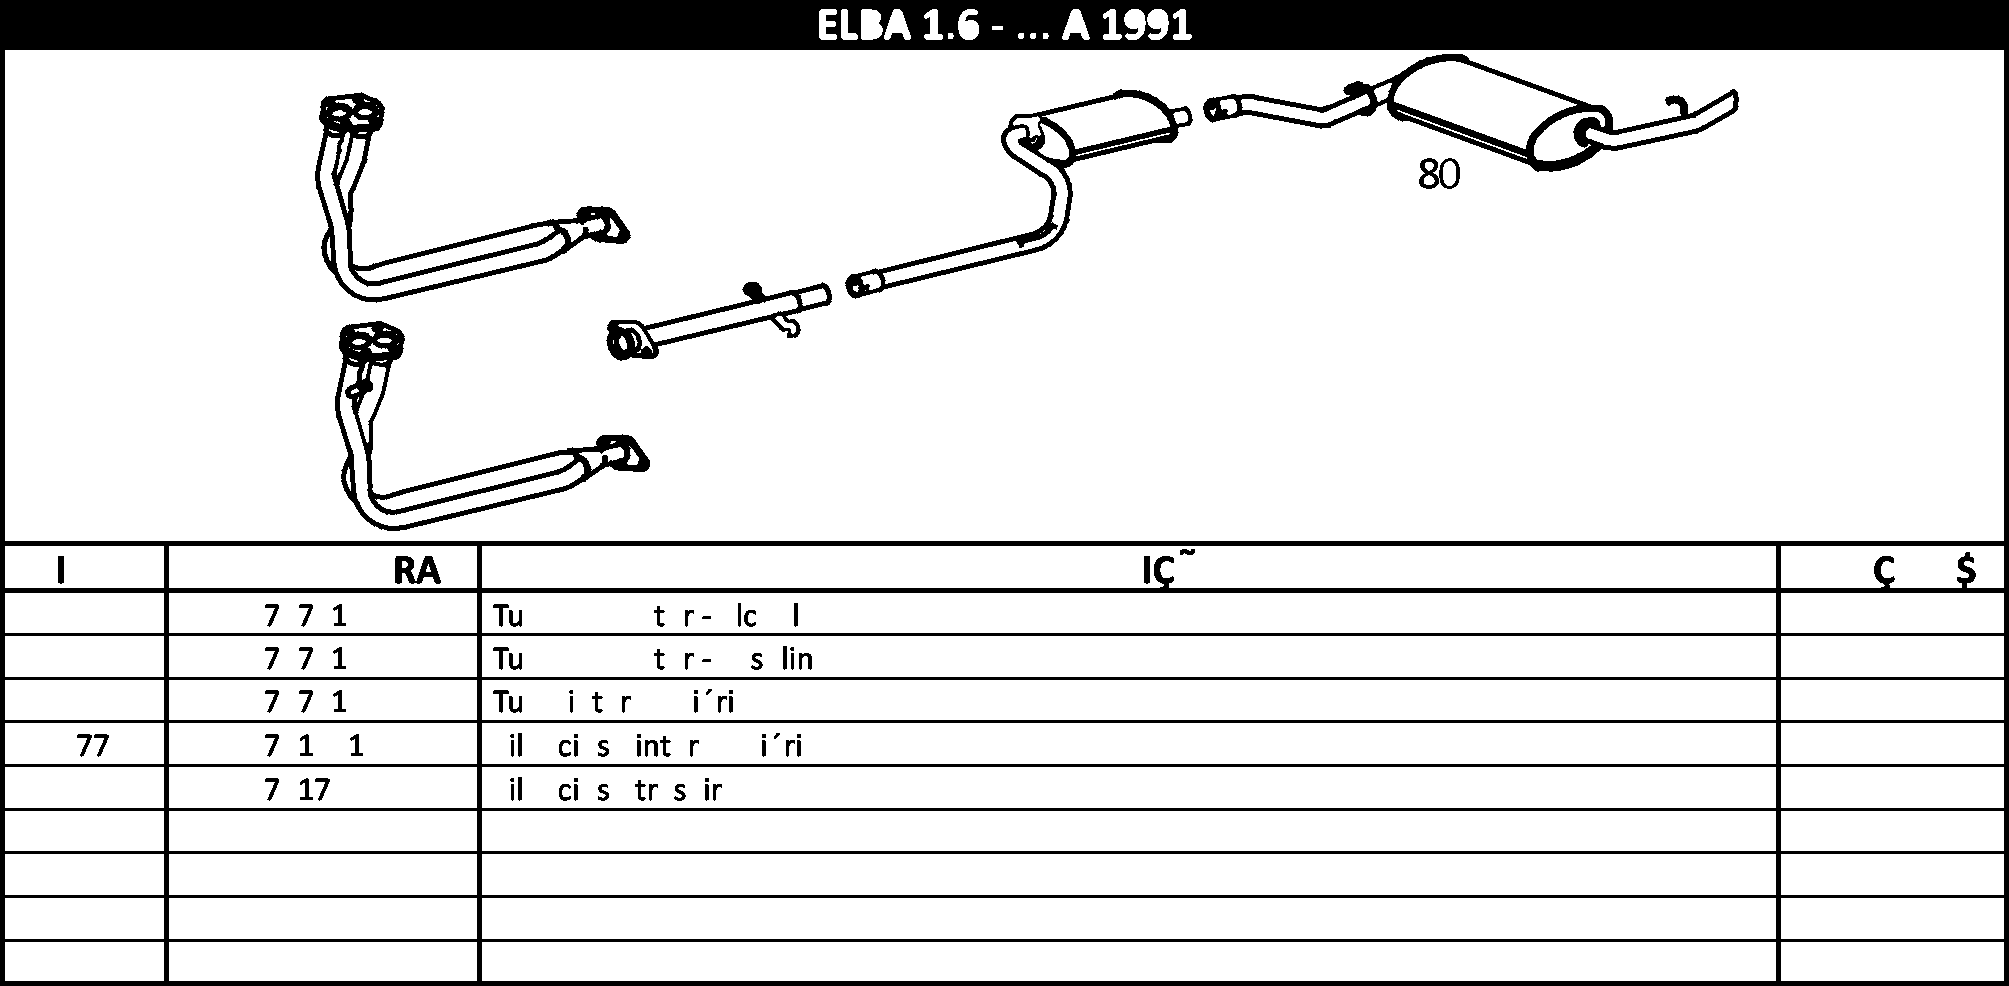 ELBA 1.6 - ... A 1991
80
I RA IÇ˜ Ç $
7 7 1 Tu t r - lc l
7 7 1 Tu t r - s lin
7 7 1 Tu i t r i´ri
77 7 1 1 il ci s int r i´ri
7 17 il ci s tr s ir